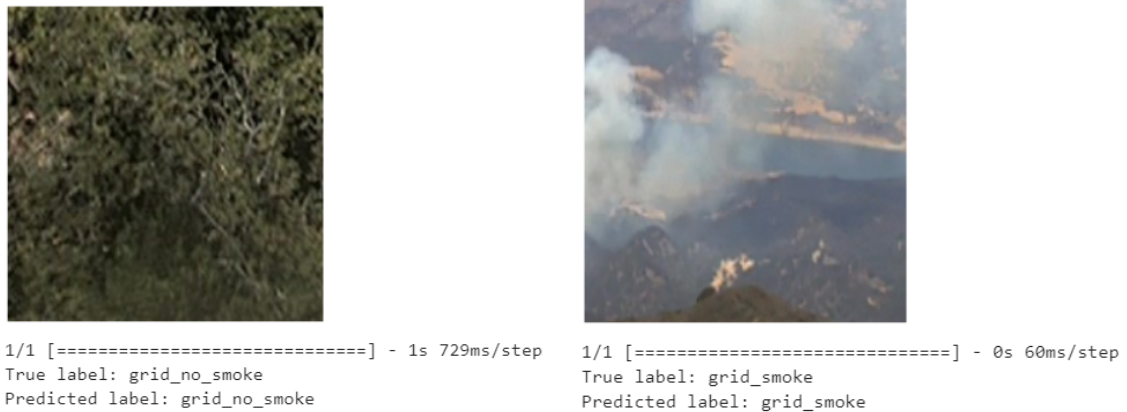 1/1 [==============================] - 1s 729ms/step
True label: grid_no_smoke
Predicted label: grid_no_smoke
1/1 [==============================] - 0s 60ms/step
True label: grid_smoke
Predicted label: grid_smoke